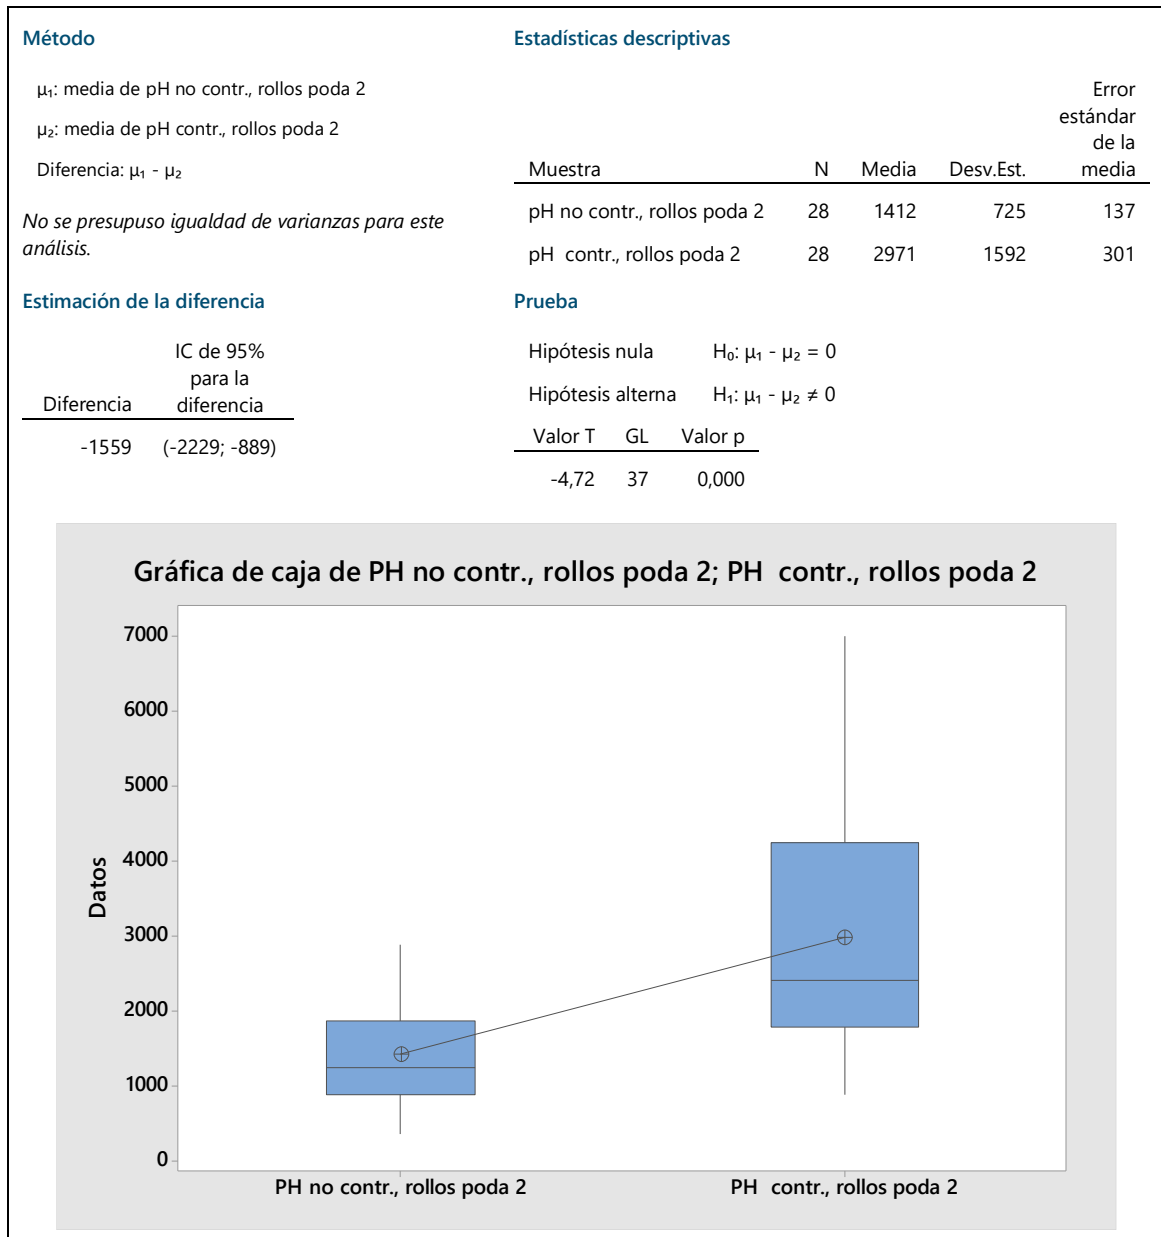 Método
μ₁: media de pH no contr., rollos poda 2
μ₂: media de pH contr., rollos poda 2
Diferencia: μ₁ - μ₂
No se presupuso igualdad de varianzas para este
análisis.
Estadísticas descriptivas
Error
estándar
de la
Muestra N Media Desv.Est. media
pH no contr., rollos poda 2 28 1412 725 137
pH  contr., rollos poda 2 28 2971 1592 301
Estimación de la diferencia
IC de 95%
para la
Diferencia diferencia
-1559 (-2229; -889)
Prueba
Hipótesis nula H₀: μ₁ - μ₂ = 0
Hipótesis alterna H₁: μ₁ - μ₂ ≠ 0
Valor T GL Valor p
-4,72 37 0,000
Gráfica de caja de PH no contr., rollos poda 2; PH  contr., rollos poda 2
7000
6000
5000
4000
3000
2000
1000
0
Datos
PH no contr., rollos poda 2 PH  contr., rollos poda 2